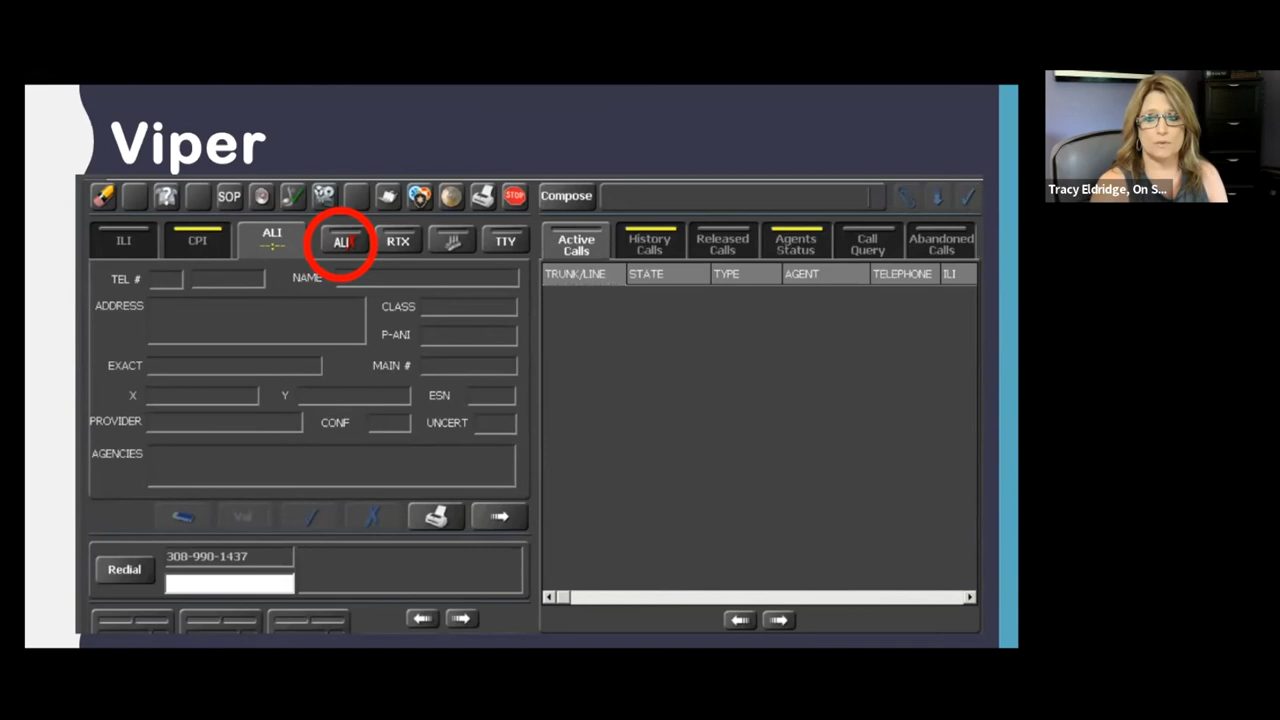 Viper
SOP
STOP
Compose
ILI
CPI
ALI
--:--
ALI
RTX
TTY
Active Calls
History Calls
Released Calls
Agents Status
Call Query
Abandoned Calls
TRUNK/LINE STATE TYPE AGENT TELEPHONE ILI
TEL # NAME
ADDRESS
CLASS
P-ANI
EXACT MAIN #
X Y ESN
PROVIDER CONF UNCERT
AGENCIES
Val
Redial
308-990-1437
Tracy Eldridge, On S...